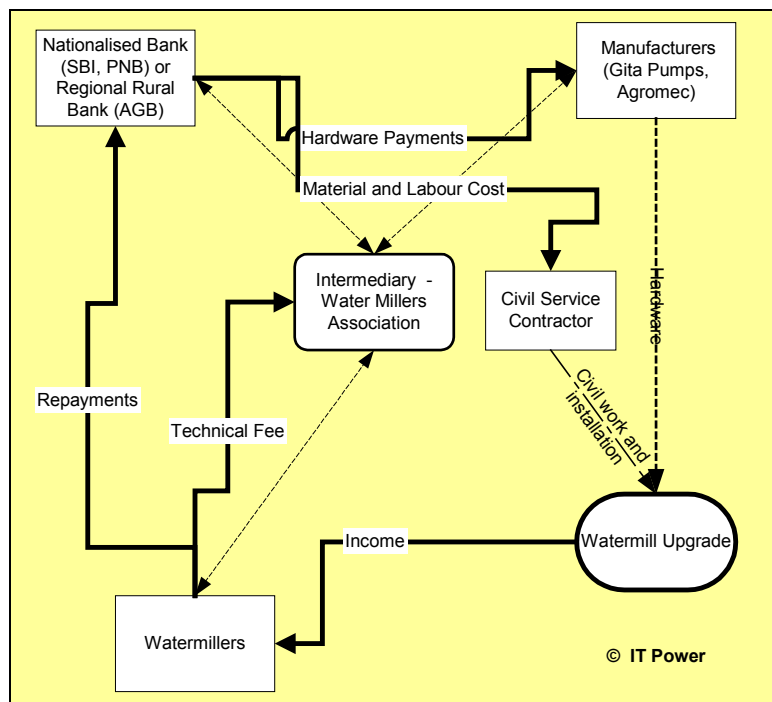 Nationalised Bank
(SBI, PNB) or
Regional Rural
Bank (AGB)
Manufacturers
(Gita Pumps,
Agromec)
Hardware Payments
Material and Labour Cost
Intermediary -
Water Millers
Association
Civil Service
Contractor
Hardware
Repayments
Technical Fee
Civil work and
installation
Income
Watermill Upgrade
Watermillers
© IT Power